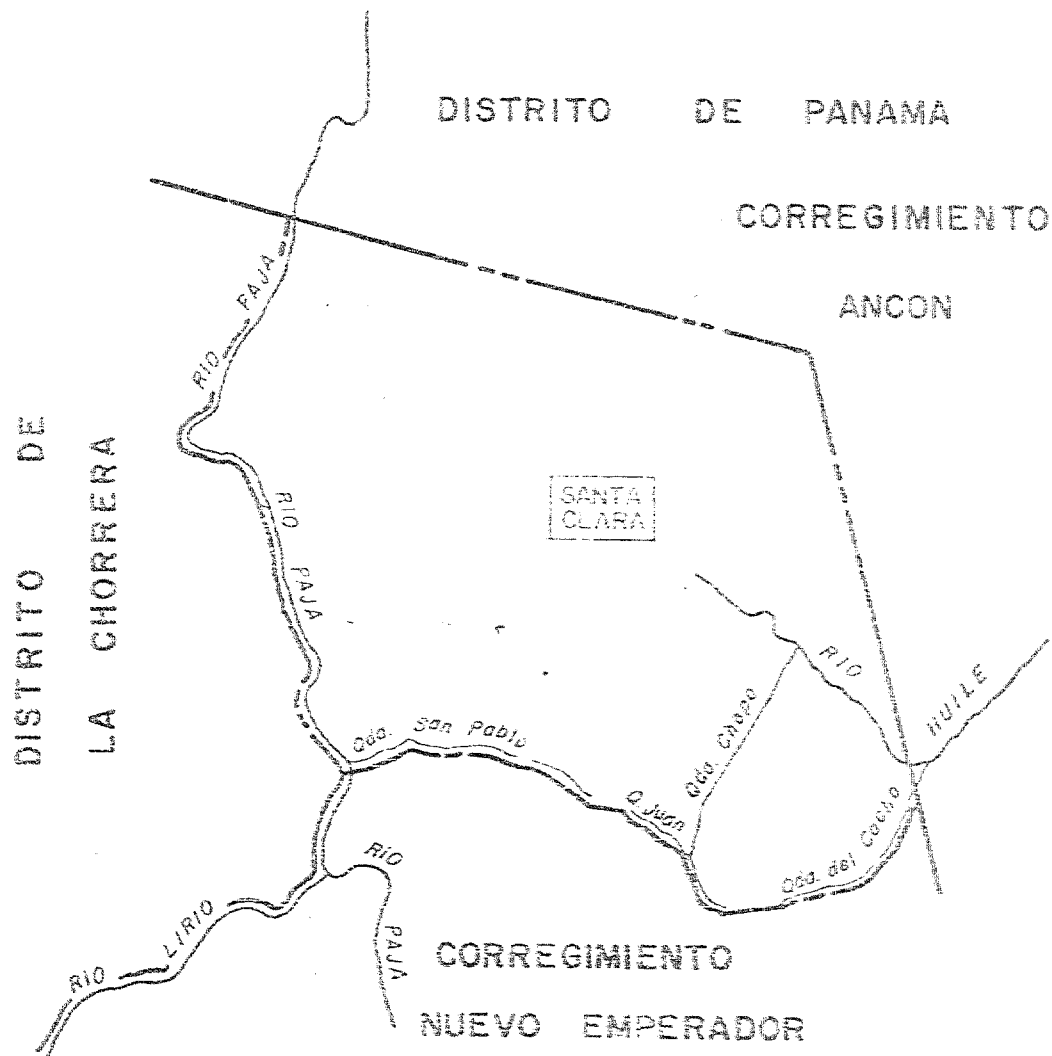 DISTRITO DE PANAMA
CORREGIMIENTO
ANCON
RIO PAJA
DISTRITO DE
LA CHORRERA
SANTA
CLARA
RIO PAJA
RIO HUILE
Qda. Chopo
Qda. San Pablo
Q. Juan
Qda. del Cacho
RIO PAJA
RIO LIRIO
CORREGIMIENTO
NUEVO EMPERADOR